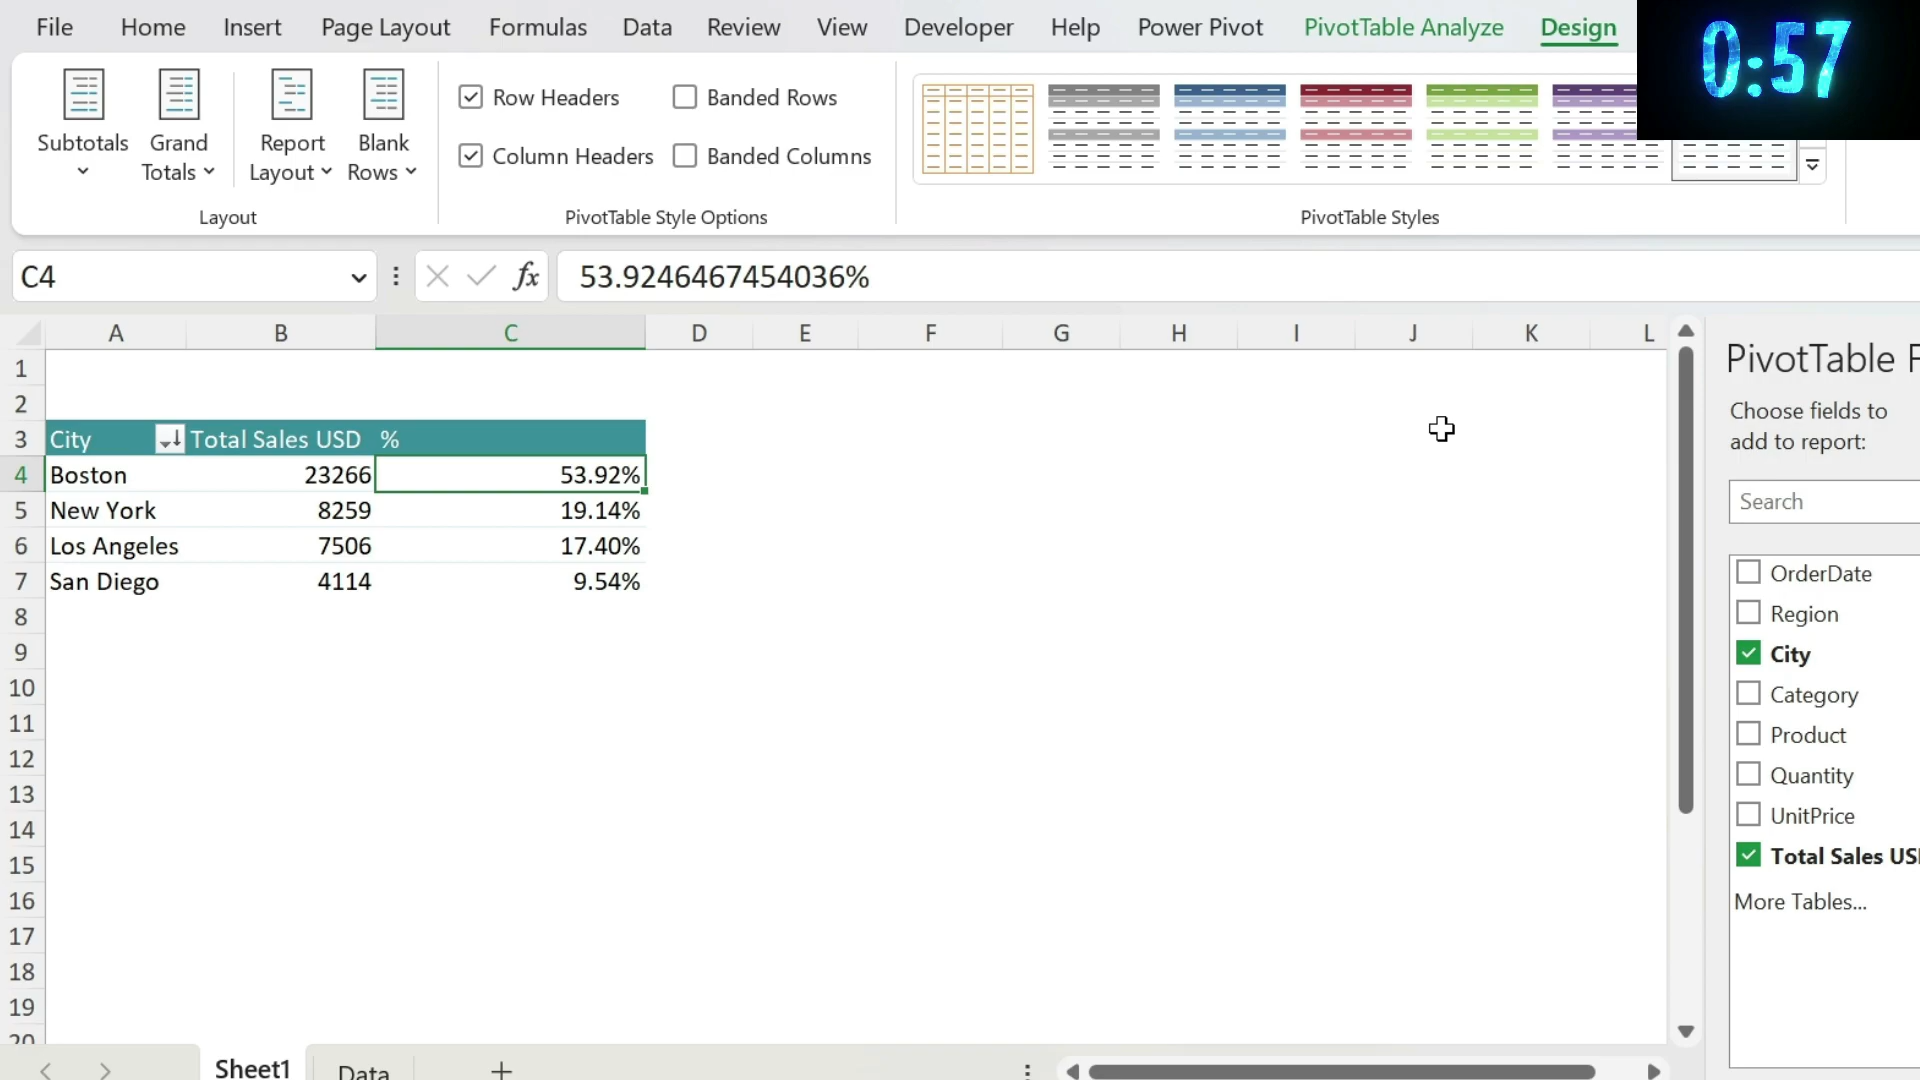 File Home Insert Page Layout Formulas Data Review View Developer Help Power Pivot PivotTable Analyze Design
0:57
Subtotals
Grand Totals
Report Layout
Blank Rows
Layout
Row Headers
Banded Rows
Column Headers
Banded Columns
PivotTable Style Options
PivotTable Styles
C4
fx
53.9246467454036%
A B C D E F G H I J K L
1
2
3 City Total Sales USD %
4 Boston 23266 53.92%
5 New York 8259 19.14%
6 Los Angeles 7506 17.40%
7 San Diego 4114 9.54%
8
9
10
11
12
13
14
15
16
17
18
19
20
PivotTable F
Choose fields to
add to report:
Search
OrderDate
Region
City
Category
Product
Quantity
UnitPrice
Total Sales US
More Tables...
Sheet1 Data